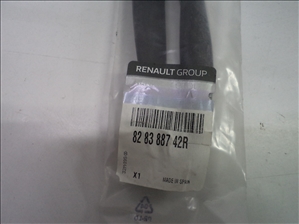 RENAULT GROUP
82 83 887 42R
X1
MADE IN SPAIN